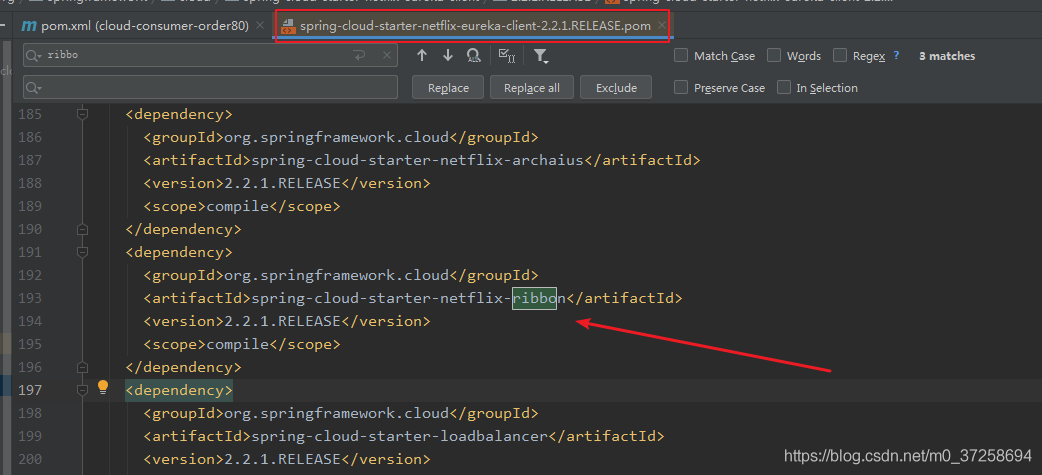 pom.xml (cloud-consumer-order80) × spring-cloud-starter-netflix-eureka-client-2.2.1.RELEASE.pom ×
ribbo Match Case Words Regex ? 3 matches
Replace Replace all Exclude Preserve Case In Selection
185 <dependency>
186 <groupId>org.springframework.cloud</groupId>
187 <artifactId>spring-cloud-starter-netflix-archaius</artifactId>
188 <version>2.2.1.RELEASE</version>
189 <scope>compile</scope>
190 </dependency>
191 <dependency>
192 <groupId>org.springframework.cloud</groupId>
193 <artifactId>spring-cloud-starter-netflix-ribbon</artifactId>
194 <version>2.2.1.RELEASE</version>
195 <scope>compile</scope>
196 </dependency>
197 <dependency>
198 <groupId>org.springframework.cloud</groupId>
199 <artifactId>spring-cloud-starter-loadbalancer</artifactId>
200 <version>2.2.1.RELEASE</version>
https://blog.csdn.net/m0_37258694